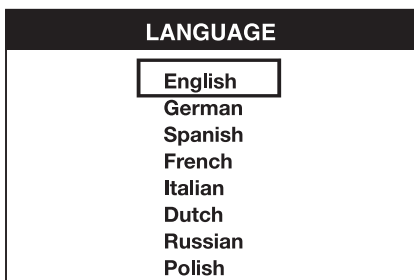 LANGUAGE
English
German
Spanish
French
Italian
Dutch
Russian
Polish